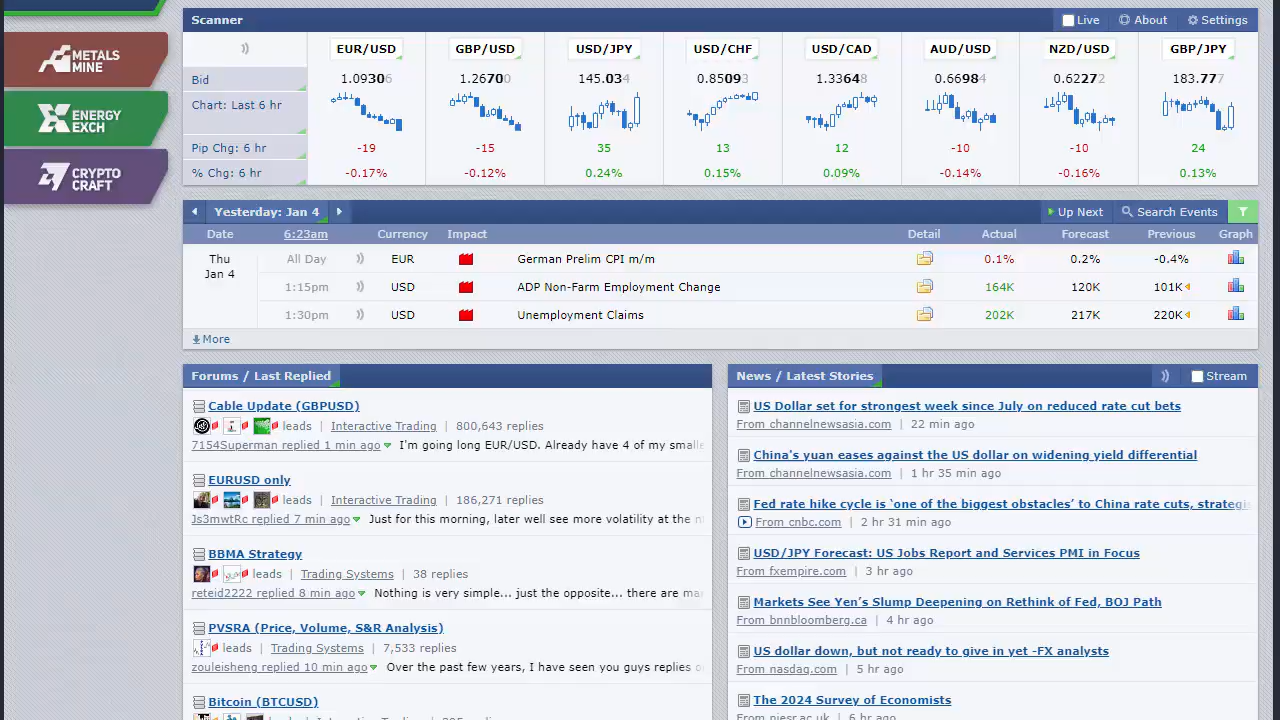 METALS
MINE
ENERGY
EXCH
CRYPTO
CRAFT
Scanner
Live
About
Settings
EUR/USD GBP/USD USD/JPY USD/CHF USD/CAD AUD/USD NZD/USD GBP/JPY
Bid 1.09306 1.26700 145.034 0.85093 1.33648 0.66984 0.62272 183.777
Chart: Last 6 hr
Pip Chg: 6 hr -19 -15 35 13 12 -10 -10 24
% Chg: 6 hr -0.17% -0.12% 0.24% 0.15% 0.09% -0.14% -0.16% 0.13%
Yesterday: Jan 4
Up Next
Search Events
Date 6:23am Currency Impact Detail Actual Forecast Previous Graph
Thu
Jan 4
All Day EUR German Prelim CPI m/m 0.1% 0.2% -0.4%
1:15pm USD ADP Non-Farm Employment Change 164K 120K 101K
1:30pm USD Unemployment Claims 202K 217K 220K
More
Forums / Last Replied
Cable Update (GBPUSD)
leads | Interactive Trading | 800,643 replies
7154Superman replied 1 min ago I'm going long EUR/USD. Already have 4 of my smalle
EURUSD only
leads | Interactive Trading | 186,271 replies
Js3mwtRc replied 7 min ago Just for this morning, later well see more volatility at the
BBMA Strategy
leads | Trading Systems | 38 replies
reteid2222 replied 8 min ago Nothing is very simple... just the opposite... there are
PVSRA (Price, Volume, S&R Analysis)
leads | Trading Systems | 7,533 replies
zouleisheng replied 10 min ago Over the past few years, I have seen you guys replies
Bitcoin (BTCUSD)
News / Latest Stories
Stream
US Dollar set for strongest week since July on reduced rate cut bets
From channelnewsasia.com | 22 min ago
China's yuan eases against the US dollar on widening yield differential
From channelnewsasia.com | 1 hr 35 min ago
Fed rate hike cycle is ‘one of the biggest obstacles’ to China rate cuts, strategis
From cnbc.com | 2 hr 31 min ago
USD/JPY Forecast: US Jobs Report and Services PMI in Focus
From fxempire.com | 3 hr ago
Markets See Yen’s Slump Deepening on Rethink of Fed, BOJ Path
From bnnbloomberg.ca | 4 hr ago
US dollar down, but not ready to give in yet -FX analysts
From nasdaq.com | 5 hr ago
The 2024 Survey of Economists
From niesr.ac.uk | 6 hr ago